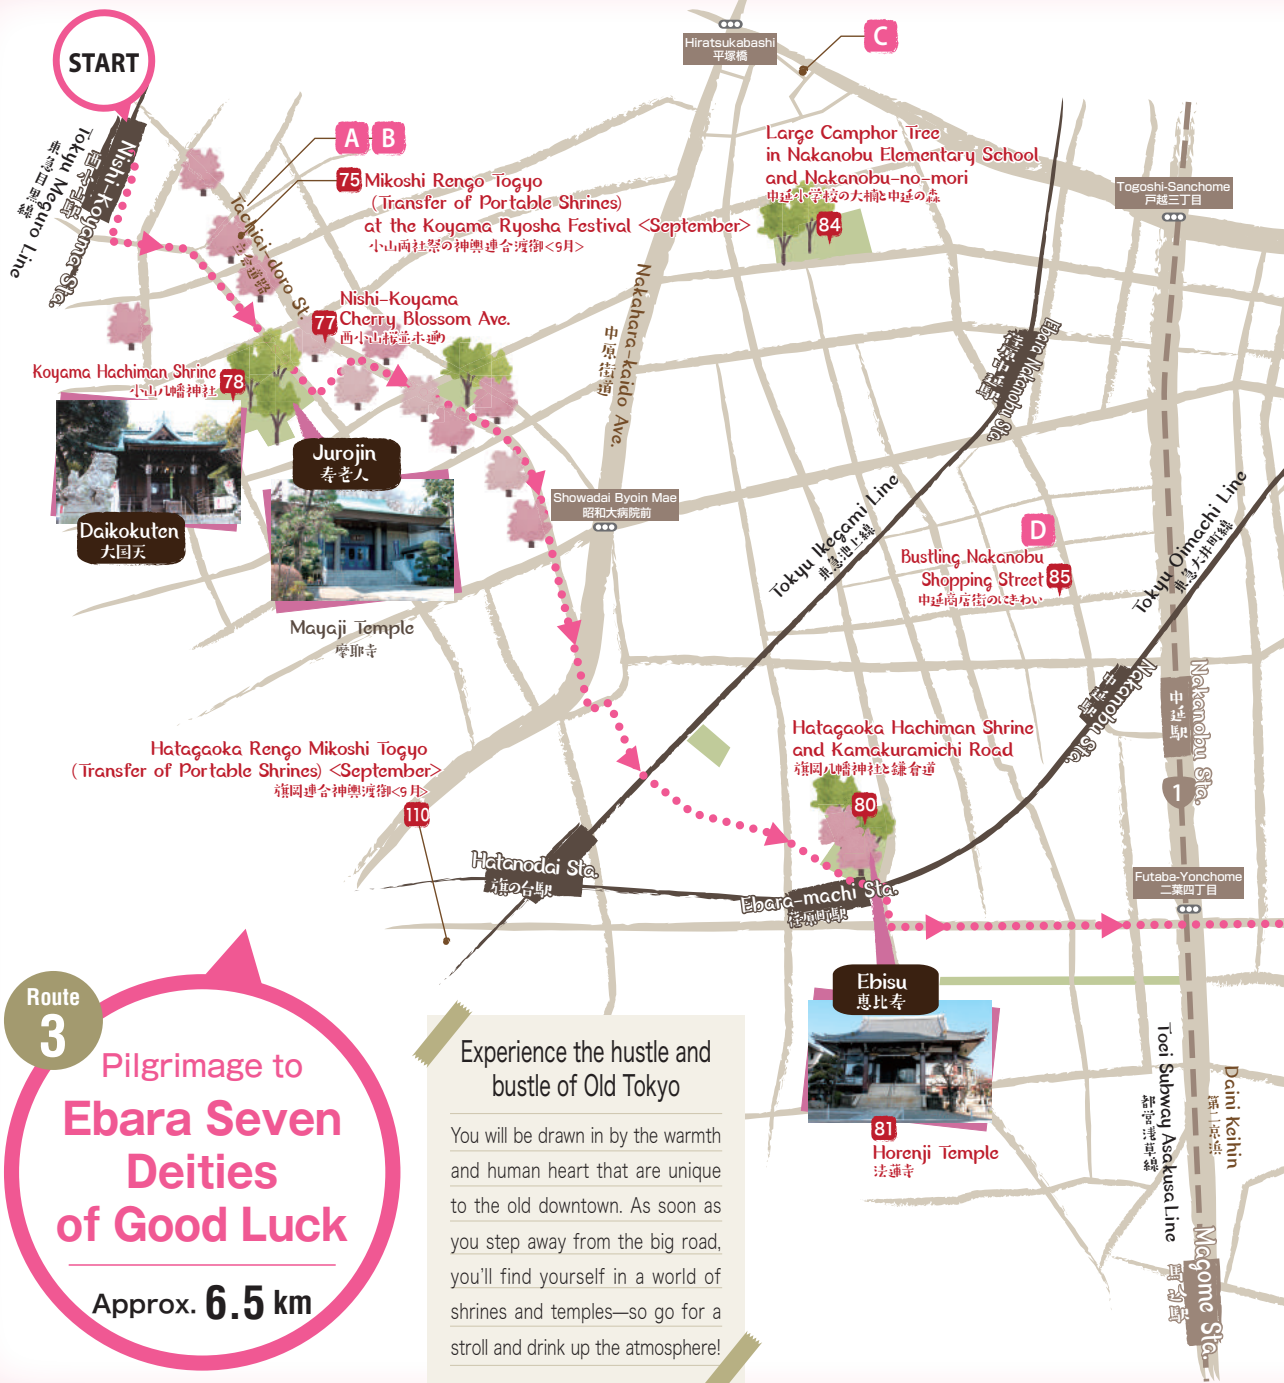 START
Hiratsukabashi
平塚橋
C
Nishi-Koyama Sta.
西小山駅
Tokyu Meguro Line
東急目黒線
A
B
75
Mikoshi Rengo Togyo
(Transfer of Portable Shrines)
at the Koyama Ryosha Festival <September>
小山両社祭の神輿連合渡御<9月>
Tachiai-doro St.
立会道路
Large Camphor Tree
in Nakanobu Elementary School
and Nakanobu-no-mori
中延小学校の大楠と中延の森
84
Togoshi-Sanchome
戸越三丁目
Nakahara-kaido Ave.
中原街道
77
Nishi-Koyama
Cherry Blossom Ave.
西小山桜並木通り
Koyama Hachiman Shrine
小山八幡神社
78
Ebara Nakanobu Sta.
荏原中延駅
Jurojin
寿老人
Daikokuten
大国天
Mayaji Temple
摩耶寺
Showadai Byoin Mae
昭和大病院前
Tokyu Ikegami Line
東急池上線
D
Bustling Nakanobu
Shopping Street
中延商店街のにぎわい
85
Tokyu Oimachi Line
東急大井町線
Nakanobu Sta.
中延駅
Nakanobu Sta.
中延駅
1
Hatagaoka Hachiman Shrine
and Kamakuramichi Road
旗岡八幡神社と鎌倉道
80
Hatagaoka Rengo Mikoshi Togyo
(Transfer of Portable Shrines) <September>
旗岡連合神輿渡御<9月>
110
Hatanodai Sta.
旗の台駅
Ebara-machi Sta.
荏原町駅
Futaba-Yonchome
二葉四丁目
Ebisu
恵比寿
81
Horenji Temple
法蓮寺
Toei Subway Asakusa Line
都営浅草線
Daini Keihin
第二京浜
Magome Sta.
馬込駅
Route
3
Pilgrimage to
Ebara Seven
Deities
of Good Luck
Approx. 6.5 km
Experience the hustle and
bustle of Old Tokyo
You will be drawn in by the warmth
and human heart that are unique
to the old downtown. As soon as
you step away from the big road,
you'll find yourself in a world of
shrines and temples—so go for a
stroll and drink up the atmosphere!